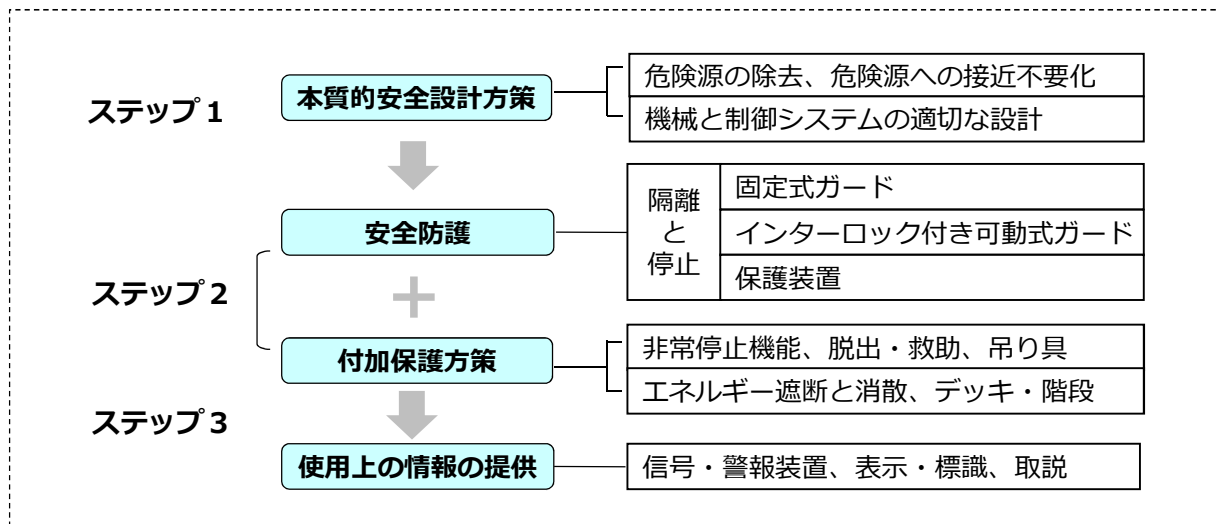 ステップ1
本質的安全設計方策
危険源の除去、危険源への接近不要化
機械と制御システムの適切な設計
ステップ2
安全防護
隔離
と
停止
固定式ガード
インターロック付き可動式ガード
保護装置
+
付加保護方策
非常停止機能、脱出・救助、吊り具
エネルギー遮断と消散、デッキ・階段
ステップ3
使用上の情報の提供
信号・警報装置、表示・標識、取説